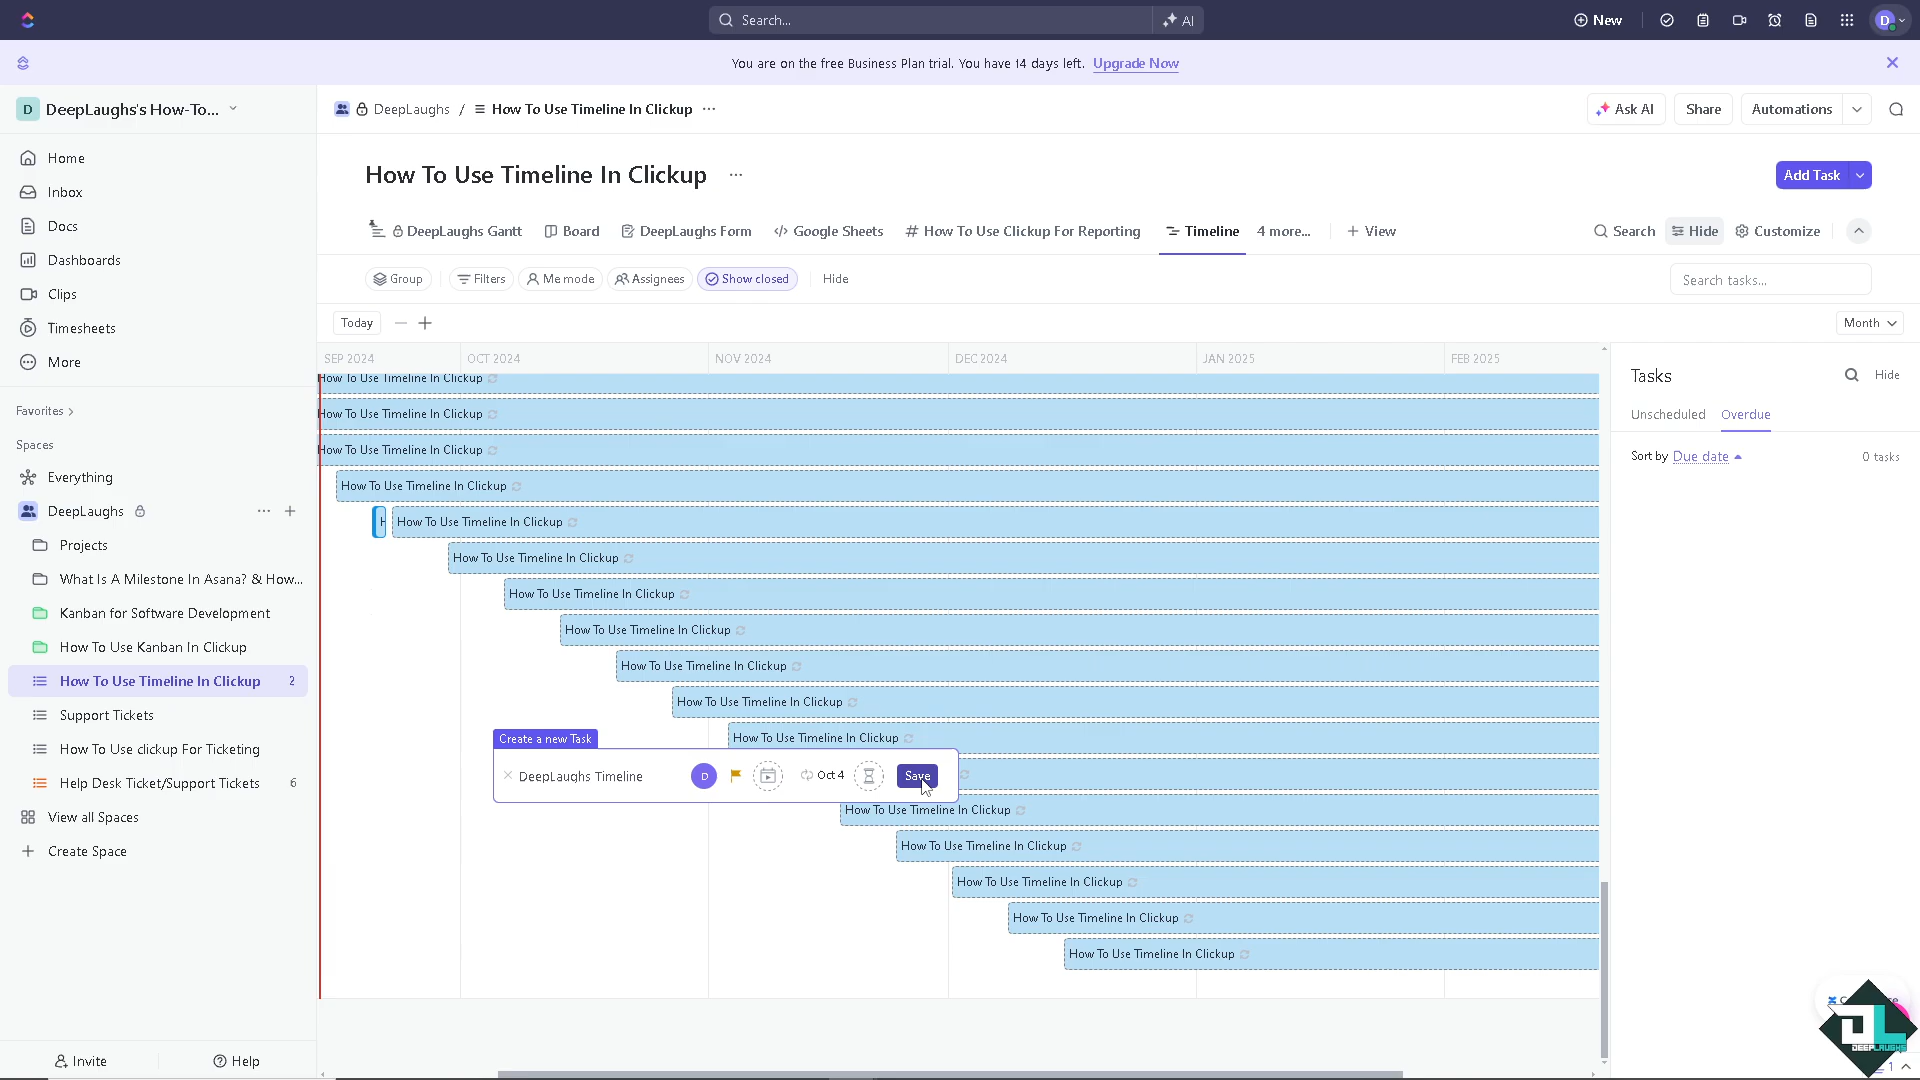 Search...
AI
New
D
You are on the free Business Plan trial. You have 14 days left. Upgrade Now
D DeepLaughs's How-To...
DeepLaughs / How To Use Timeline In Clickup
Ask AI
Share
Automations
Home
Inbox
Docs
Dashboards
Clips
Timesheets
More
Favorites
Spaces
Everything
DeepLaughs
Projects
What Is A Milestone In Asana? & How...
Kanban for Software Development
How To Use Kanban In Clickup
How To Use Timeline In Clickup 2
Support Tickets
How To Use clickup For Ticketing
Help Desk Ticket/Support Tickets 6
View all Spaces
Create Space
Invite
Help
How To Use Timeline In Clickup
Add Task
DeepLaughs Gantt
Board
DeepLaughs Form
Google Sheets
How To Use Clickup For Reporting
Timeline
4 more...
View
Search
Hide
Customize
Group
Filters
Me mode
Assignees
Show closed
Hide
Search tasks...
Today
Month
SEP 2024
OCT 2024
NOV 2024
DEC 2024
JAN 2025
FEB 2025
How To Use Timeline In Clickup
How To Use Timeline In Clickup
How To Use Timeline In Clickup
How To Use Timeline In Clickup
How To Use Timeline In Clickup
How To Use Timeline In Clickup
How To Use Timeline In Clickup
How To Use Timeline In Clickup
How To Use Timeline In Clickup
How To Use Timeline In Clickup
How To Use Timeline In Clickup
Create a new Task
DeepLaughs Timeline
D
Oct 4
Save
How To Use Timeline In Clickup
How To Use Timeline In Clickup
How To Use Timeline In Clickup
How To Use Timeline In Clickup
How To Use Timeline In Clickup
Tasks
Hide
Unscheduled
Overdue
Sort by Due date
0 tasks
DEEPLAUGHS
1